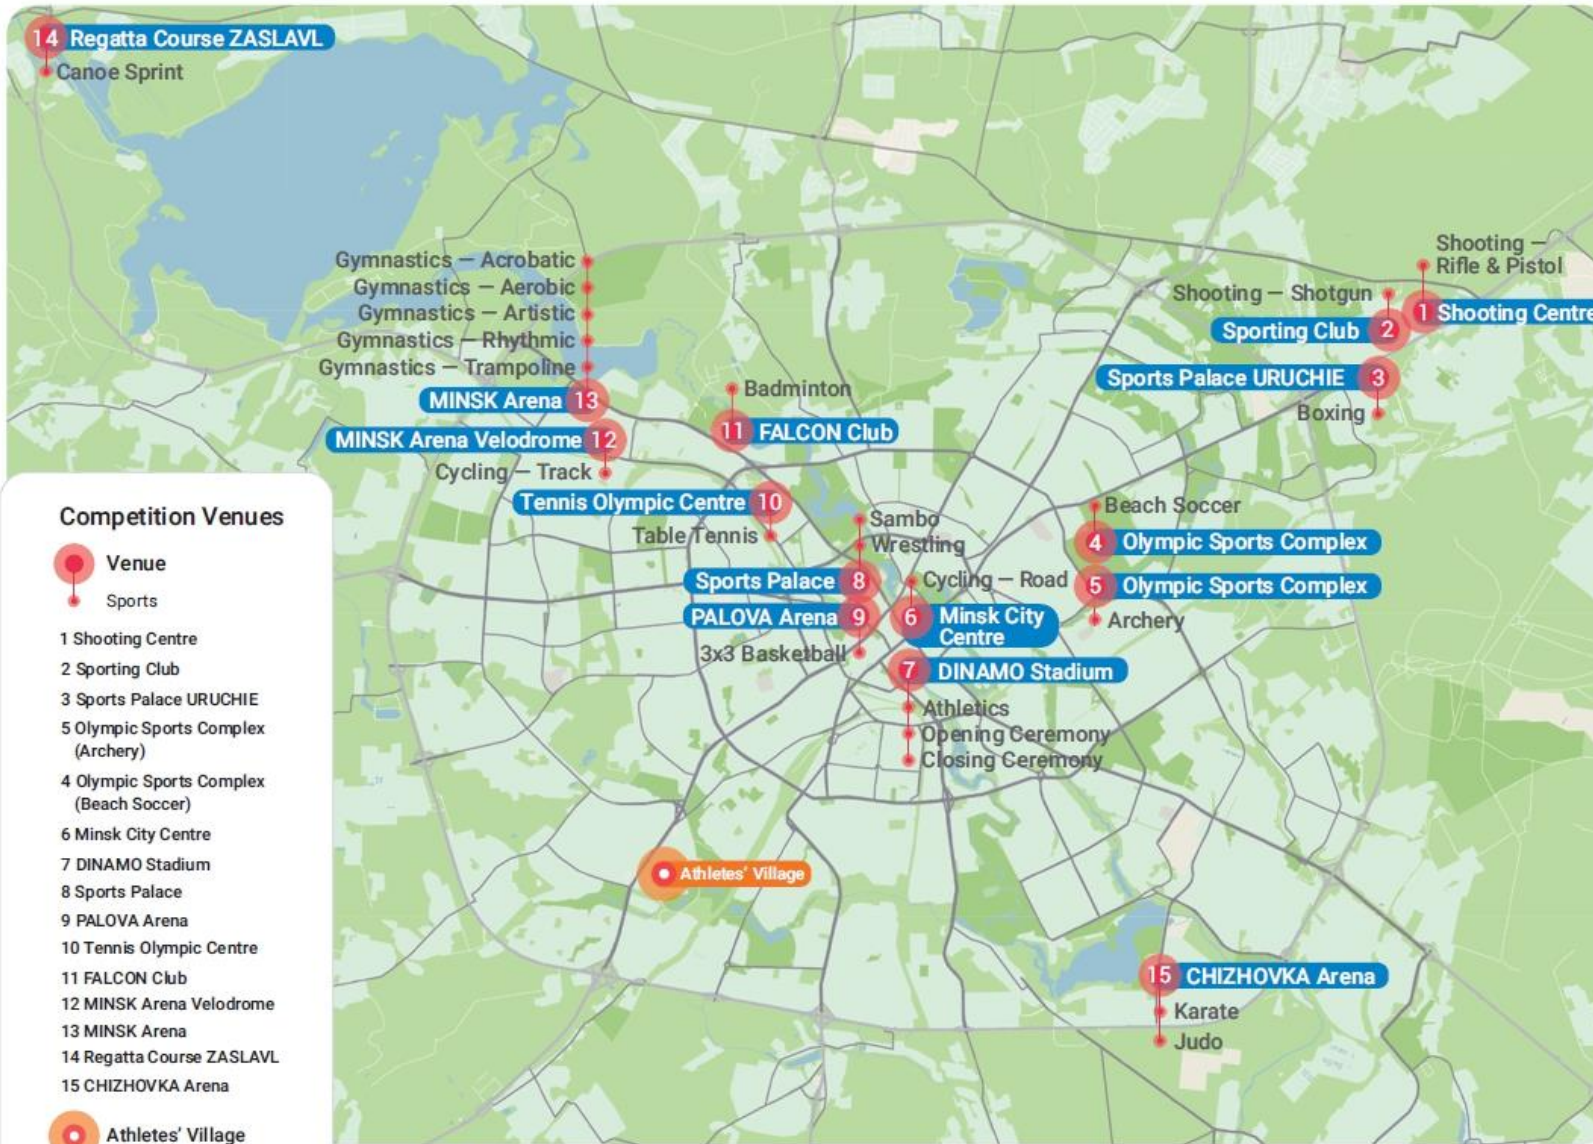 14 Regatta Course ZASLAVL
Canoe Sprint
Gymnastics — Acrobatic
Gymnastics — Aerobic
Gymnastics — Artistic
Gymnastics — Rhythmic
Gymnastics — Trampoline
MINSK Arena 13
MINSK Arena Velodrome 12
Cycling — Track
Badminton
11 FALCON Club
Tennis Olympic Centre 10
Table Tennis
Sambo
Wrestling
Sports Palace 8
PALOVA Arena 9
3x3 Basketball
Cycling — Road
6 Minsk City
Centre
7 DINAMO Stadium
Athletics
Opening Ceremony
Closing Ceremony
Shooting —
Rifle & Pistol
1 Shooting Centre
Shooting — Shotgun
Sporting Club 2
Sports Palace URUCHIE 3
Boxing
Beach Soccer
4 Olympic Sports Complex
5 Olympic Sports Complex
Archery
Athletes' Village
15 CHIZHOVKA Arena
Karate
Judo
Competition Venues
Venue
Sports
1 Shooting Centre
2 Sporting Club
3 Sports Palace URUCHIE
5 Olympic Sports Complex
(Archery)
4 Olympic Sports Complex
(Beach Soccer)
6 Minsk City Centre
7 DINAMO Stadium
8 Sports Palace
9 PALOVA Arena
10 Tennis Olympic Centre
11 FALCON Club
12 MINSK Arena Velodrome
13 MINSK Arena
14 Regatta Course ZASLAVL
15 CHIZHOVKA Arena
Athletes' Village